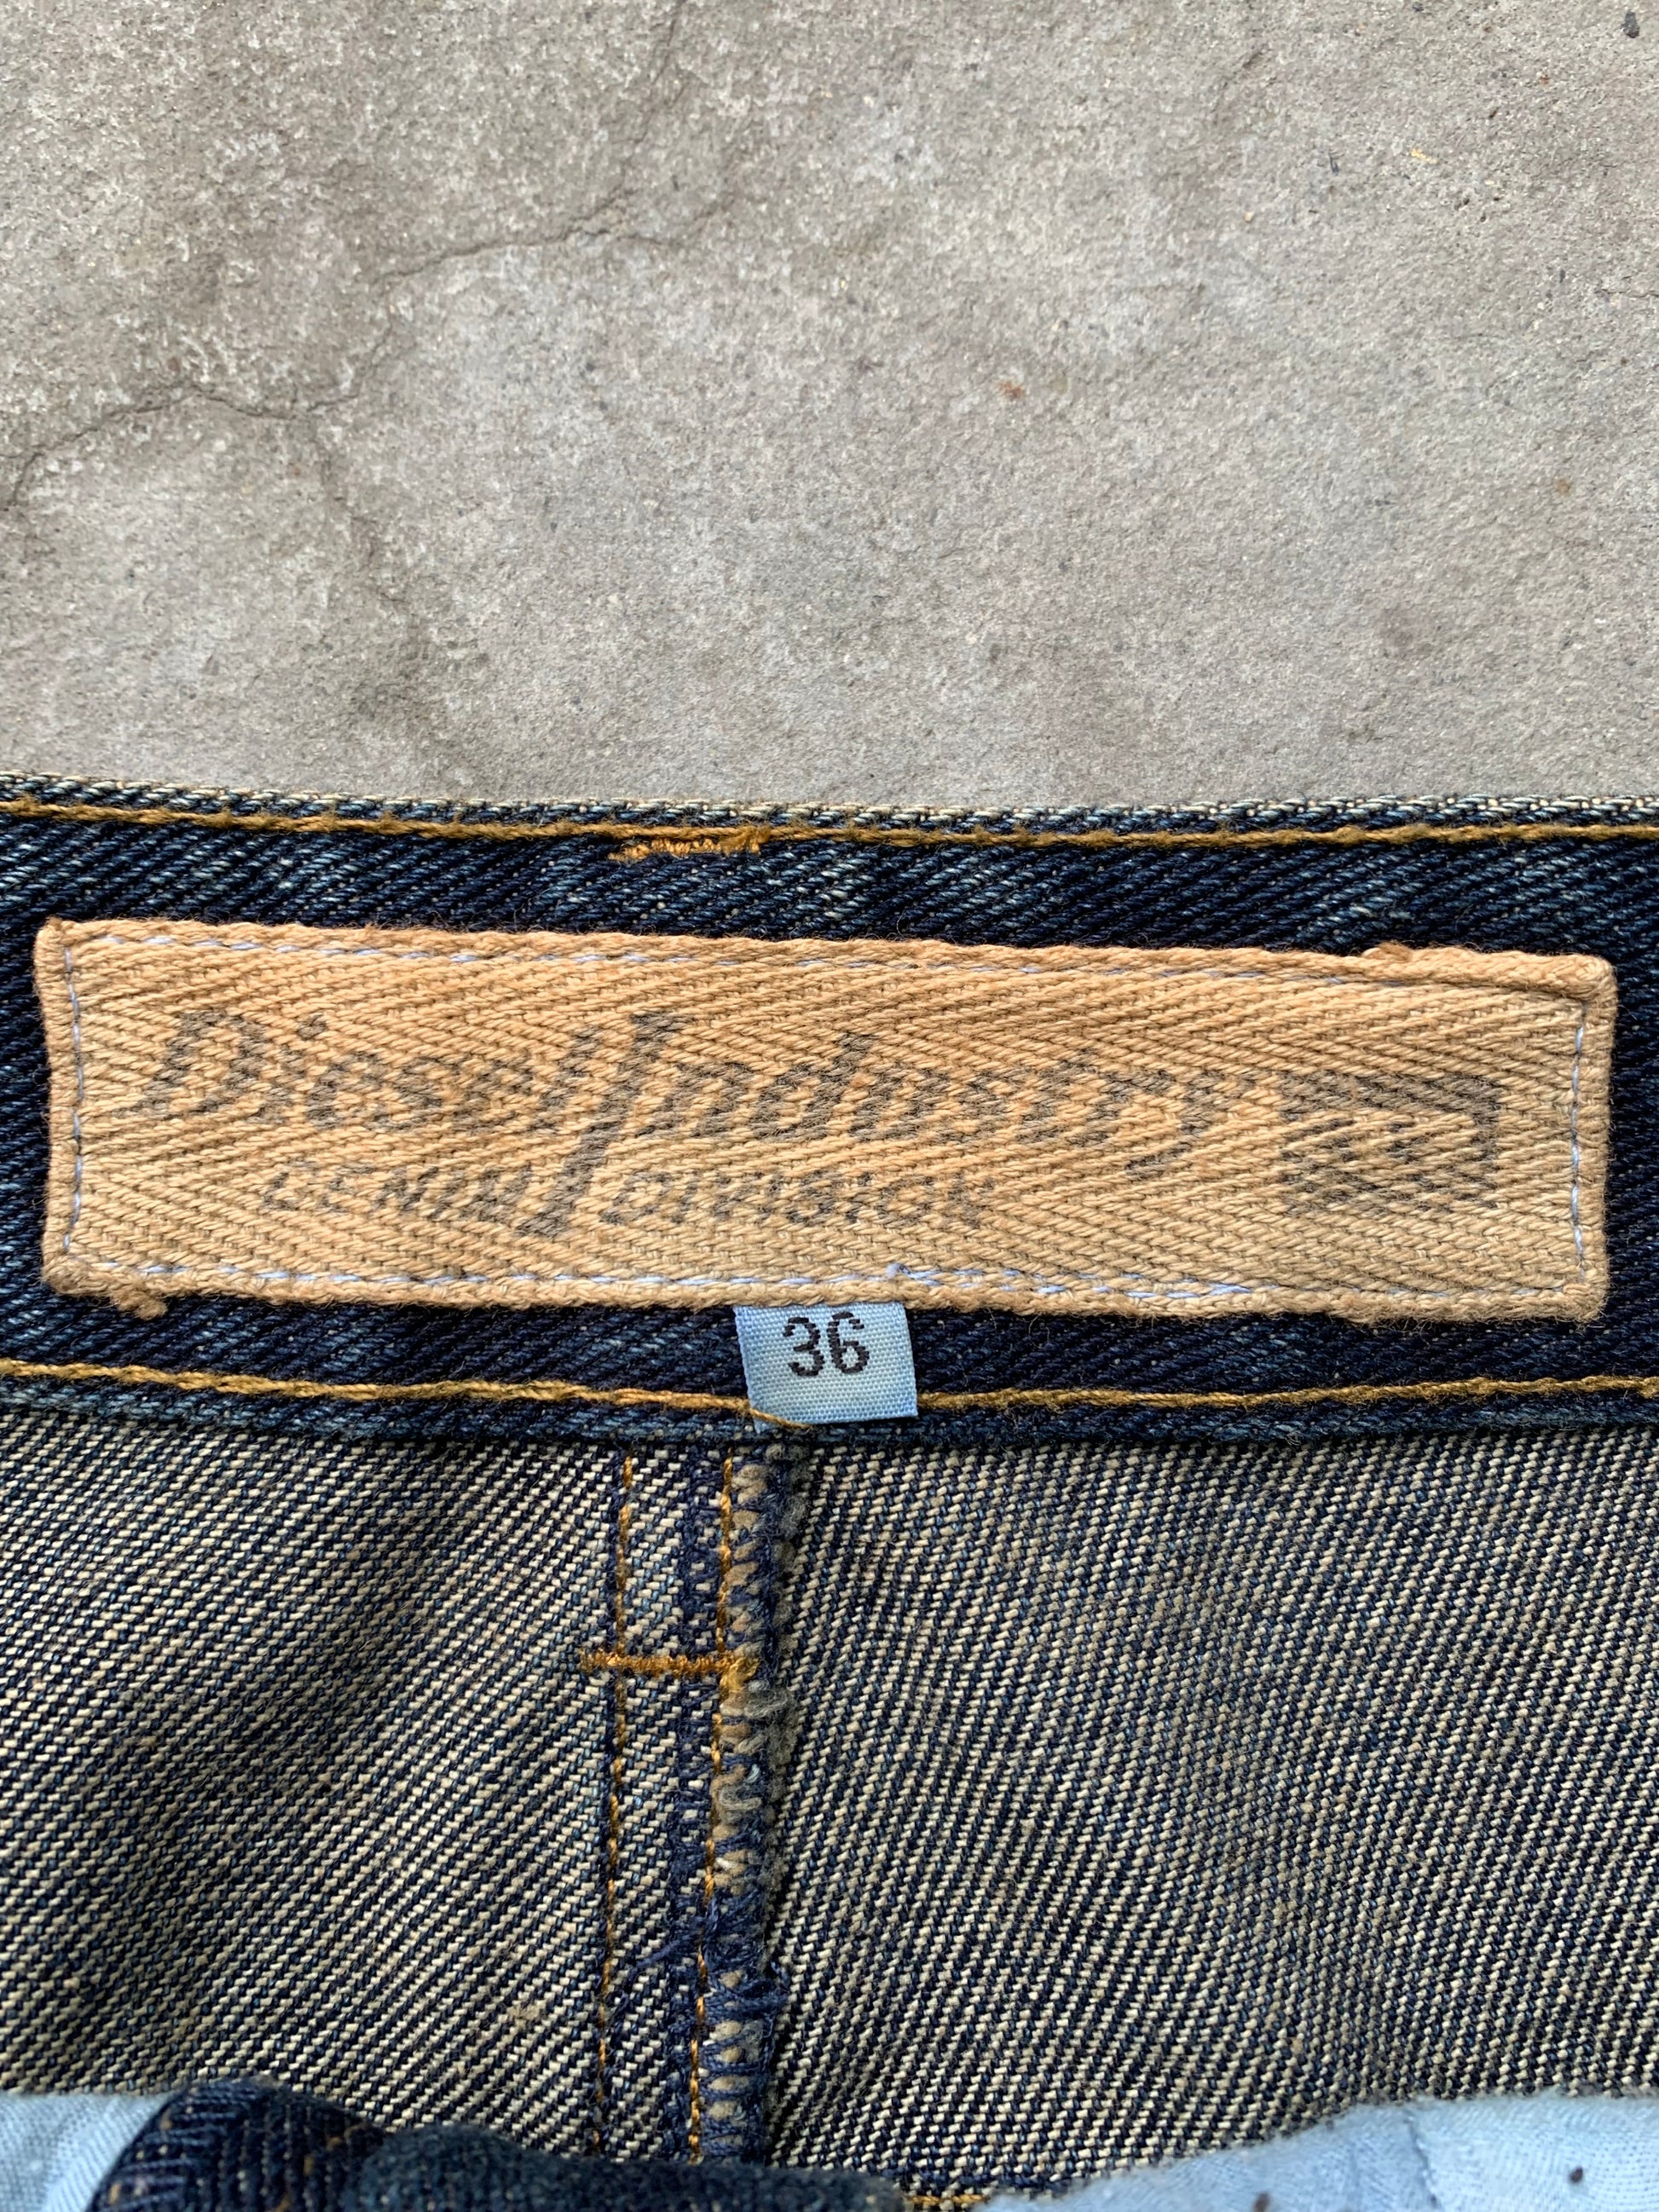 Diesel Industry
DENIM DIVISION
36